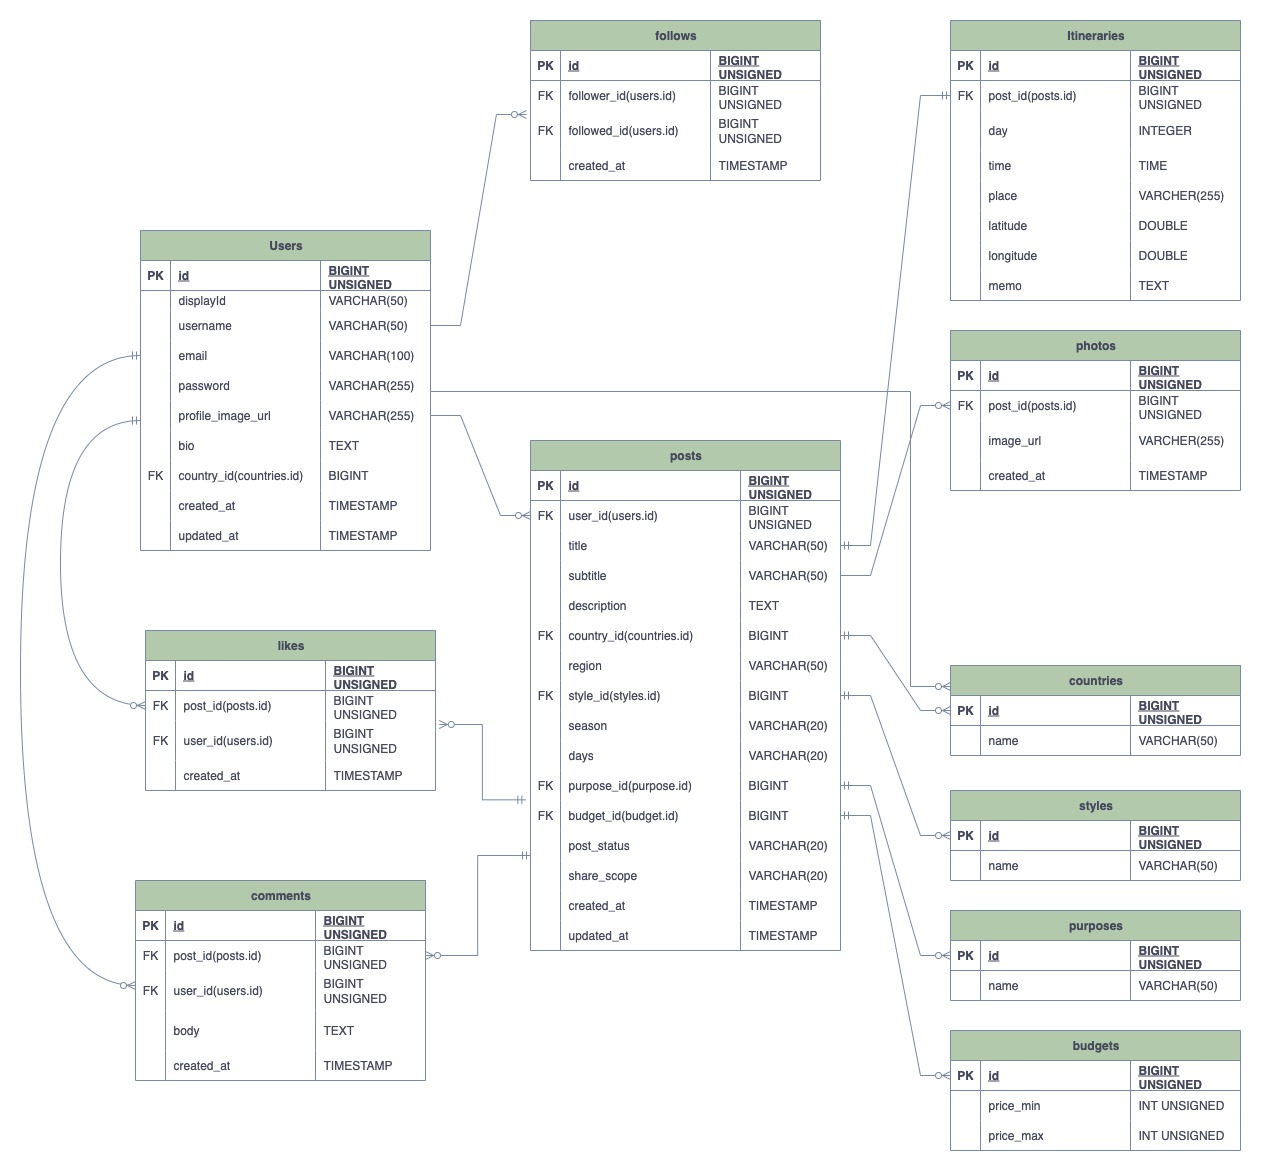 follows
PK id BIGINT UNSIGNED
FK follower_id(users.id) BIGINT UNSIGNED
FK followed_id(users.id) BIGINT UNSIGNED
created_at TIMESTAMP
Itineraries
PK id BIGINT UNSIGNED
FK post_id(posts.id) BIGINT UNSIGNED
day INTEGER
time TIME
place VARCHER(255)
latitude DOUBLE
longitude DOUBLE
memo TEXT
Users
PK id BIGINT UNSIGNED
displayId VARCHAR(50)
username VARCHAR(50)
email VARCHAR(100)
password VARCHAR(255)
profile_image_url VARCHAR(255)
bio TEXT
FK country_id(countries.id) BIGINT
created_at TIMESTAMP
updated_at TIMESTAMP
photos
PK id BIGINT UNSIGNED
FK post_id(posts.id) BIGINT UNSIGNED
image_url VARCHER(255)
created_at TIMESTAMP
posts
PK id BIGINT UNSIGNED
FK user_id(users.id) BIGINT UNSIGNED
title VARCHAR(50)
subtitle VARCHAR(50)
description TEXT
FK country_id(countries.id) BIGINT
region VARCHAR(50)
FK style_id(styles.id) BIGINT
season VARCHAR(20)
days VARCHAR(20)
FK purpose_id(purpose.id) BIGINT
FK budget_id(budget.id) BIGINT
post_status VARCHAR(20)
share_scope VARCHAR(20)
created_at TIMESTAMP
updated_at TIMESTAMP
likes
PK id BIGINT UNSIGNED
FK post_id(posts.id) BIGINT UNSIGNED
FK user_id(users.id) BIGINT UNSIGNED
created_at TIMESTAMP
countries
PK id BIGINT UNSIGNED
name VARCHAR(50)
styles
PK id BIGINT UNSIGNED
name VARCHAR(50)
comments
PK id BIGINT UNSIGNED
FK post_id(posts.id) BIGINT UNSIGNED
FK user_id(users.id) BIGINT UNSIGNED
body TEXT
created_at TIMESTAMP
purposes
PK id BIGINT UNSIGNED
name VARCHAR(50)
budgets
PK id BIGINT UNSIGNED
price_min INT UNSIGNED
price_max INT UNSIGNED